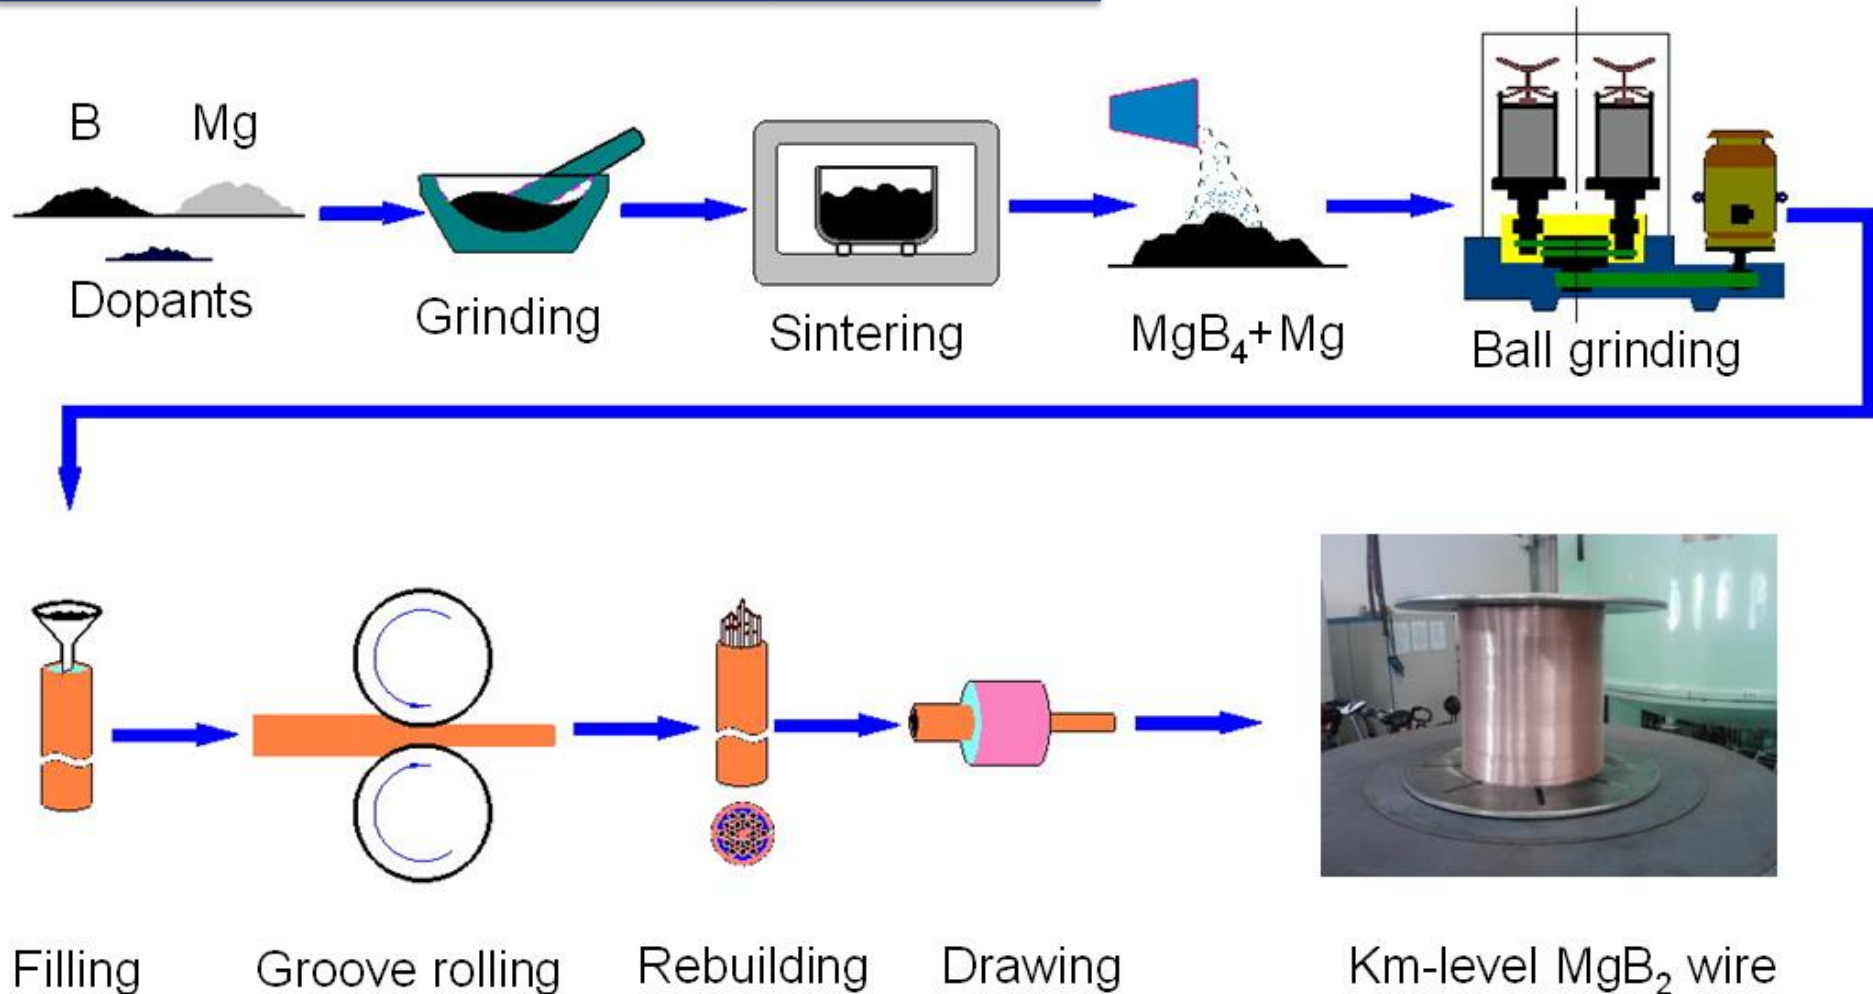 B Mg
Dopants
Grinding
Sintering
MgB₄+Mg
Ball grinding
Filling
Groove rolling
Rebuilding
Drawing
Km-level MgB₂ wire